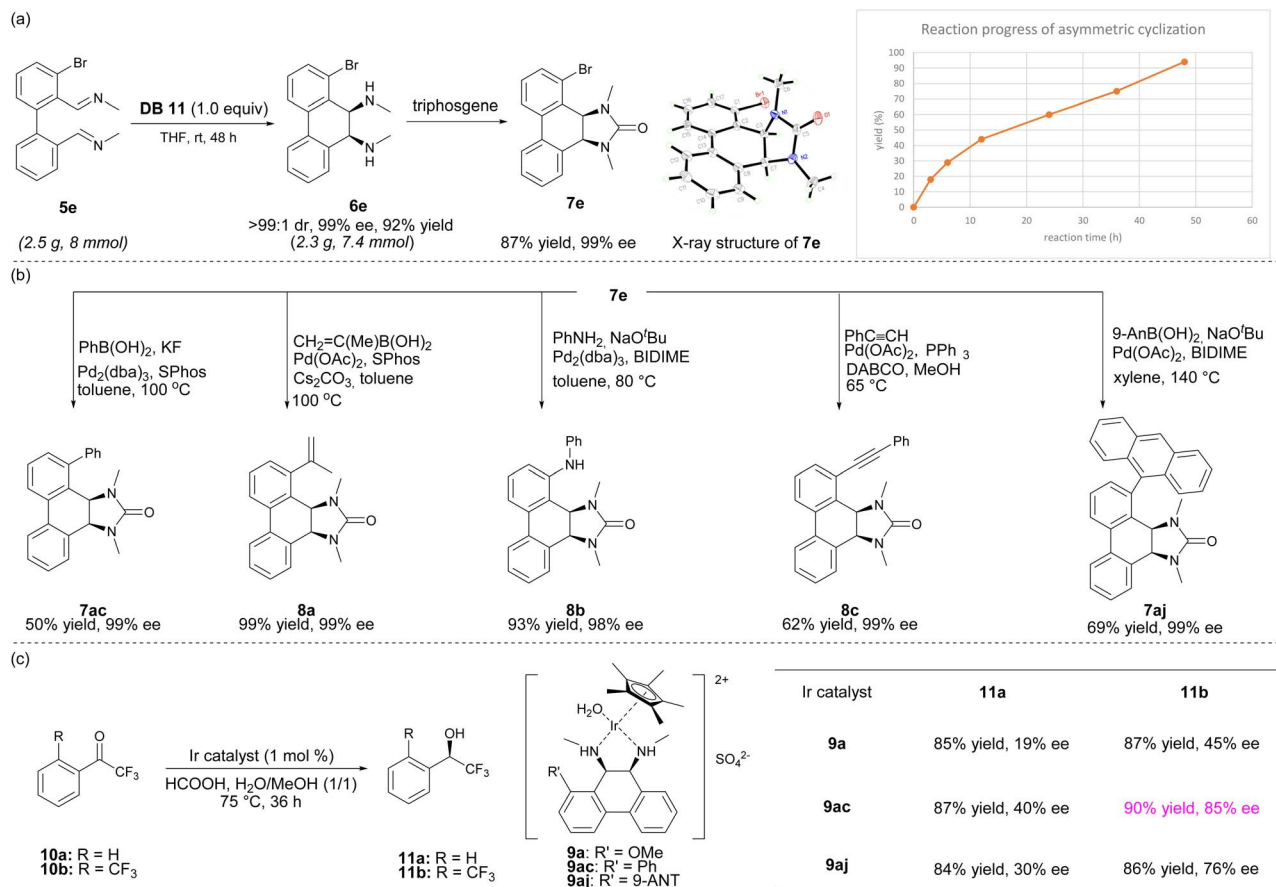 (a)
Br
N
N
5e
(2.5 g, 8 mmol)
DB 11 (1.0 equiv)
THF, rt, 48 h
Br
H
N
N
H
6e
>99:1 dr, 99% ee, 92% yield
(2.3 g, 7.4 mmol)
triphosgene
Br
N
O
N
7e
87% yield, 99% ee
X-ray structure of 7e
Reaction progress of asymmetric cyclization
yield (%)
100
90
80
70
60
50
40
30
20
10
0
0 10 20 30 40 50 60
reaction time (h)
(b)
7e
PhB(OH)2, KF
Pd2(dba)3, SPhos
toluene, 100 °C
CH2=C(Me)B(OH)2
Pd(OAc)2, SPhos
Cs2CO3, toluene
100 °C
PhNH2, NaOtBu
Pd2(dba)3, BIDIME
toluene, 80 °C
PhC≡CH
Pd(OAc)2, PPh 3
DABCO, MeOH
65 °C
9-AnB(OH)2, NaOtBu
Pd(OAc)2, BIDIME
xylene, 140 °C
Ph
N
O
N
7ac
50% yield, 99% ee
N
O
N
8a
99% yield, 99% ee
Ph
NH
N
O
N
8b
93% yield, 98% ee
Ph
N
O
N
8c
62% yield, 99% ee
N
O
N
7aj
69% yield, 99% ee
(c)
R
O
CF3
10a: R = H
10b: R = CF3
Ir catalyst (1 mol %)
HCOOH, H2O/MeOH (1/1)
75 °C, 36 h
R
OH
CF3
11a: R = H
11b: R = CF3
2+
H2O
Ir
HN
NH
R'
SO42-
9a: R' = OMe
9ac: R' = Ph
9aj: R' = 9-ANT
Ir catalyst 11a 11b
9a 85% yield, 19% ee 87% yield, 45% ee
9ac 87% yield, 40% ee 90% yield, 85% ee
9aj 84% yield, 30% ee 86% yield, 76% ee